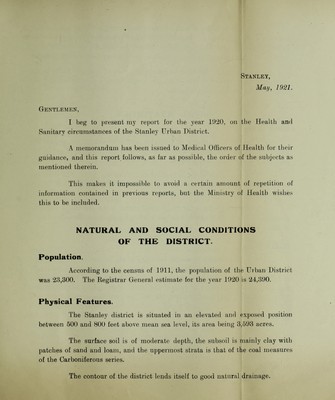 STANLEY,
May, 1921.
GENTLEMEN,
I beg to present my report for the year 1920, on the Health and
Sanitary circumstances of the Stanley Urban District.
A memorandum has been issued to Medical Officers of Health for their
guidance, and this report follows, as far as possible, the order of the subjects as
mentioned therein.
This makes it impossible to avoid a certain amount of repetition of
information contained in previous reports, but the Ministry of Health wishes
this to be included.
NATURAL AND SOCIAL CONDITIONS
OF THE DISTRICT.
Population.
According to the census of 1911, the population of the Urban District
was 23,300. The Registrar General estimate for the year 1920 is 24,390.
Physical Features.
The Stanley district is situated in an elevated and exposed position
between 500 and 800 feet above mean sea level, its area being 3,593 acres.
The surface soil is of moderate depth, the subsoil is mainly clay with
patches of sand and loam, and the uppermost strata is that of the coal measures
of the Carboniferous series.
The contour of the district lends itself to good natural drainage.